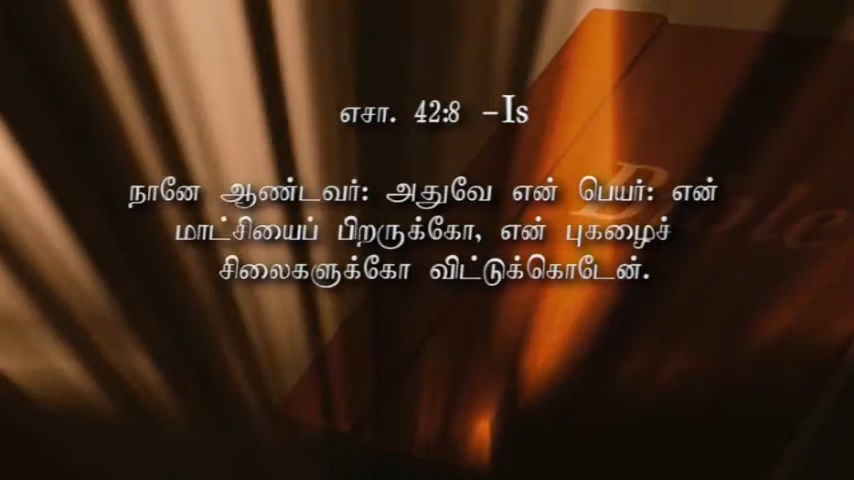 எசா. 42:8 -Is
நானே ஆண்டவர்: அதுவே என் பெயர்: என்
மாட்சியைப் பிறருக்கோ, என் புகழைச்
சிலைகளுக்கோ விட்டுக்கொடேன்.